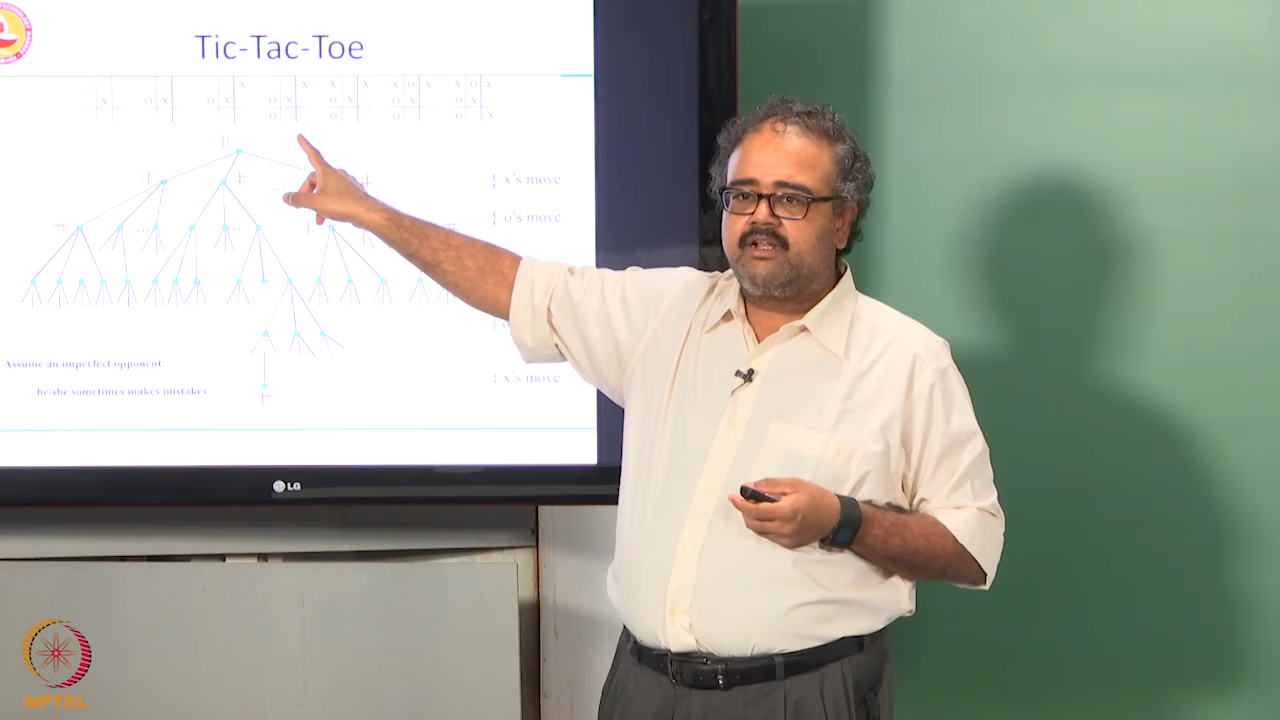 Tic-Tac-Toe
x x x x x o x x o x
x o x o x o x o x o x o x
o o o o x
} x's move
} o's move
} x's move
Assume an imperfect opponent:
—he/she sometimes makes mistakes
LG
NPTEL